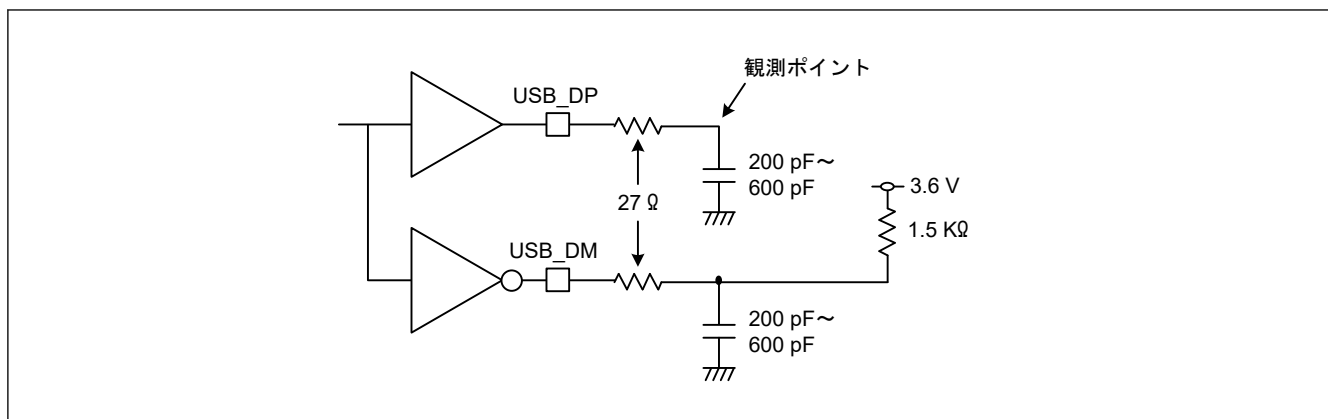 観測ポイント
USB_DP
200 pF～
600 pF
27 Ω
3.6 V
1.5 KΩ
USB_DM
200 pF～
600 pF